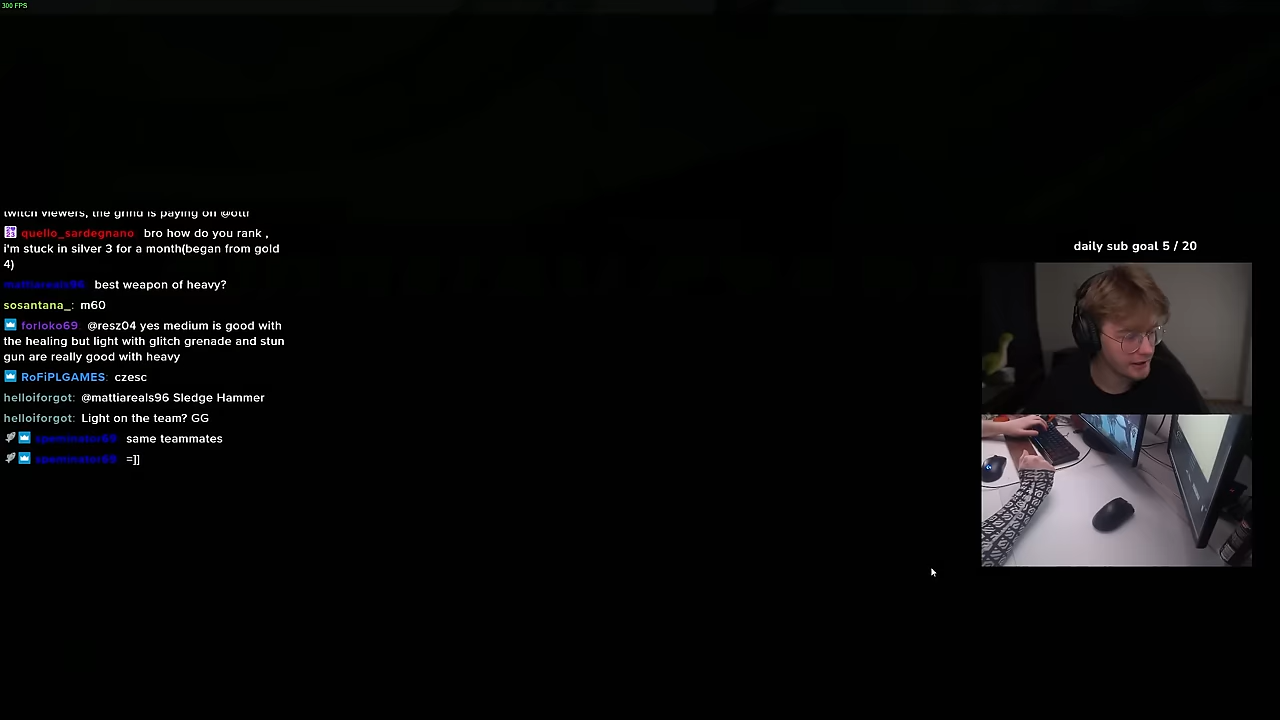 300 FPS
twitch viewers, the grind is paying off @ottr
quello_sardegnano bro how do you rank ,
i'm stuck in silver 3 for a month(began from gold
4)
mattiareals96 best weapon of heavy?
sosantana_: m60
forloko69 @resz04 yes medium is good with
the healing but light with glitch grenade and stun
gun are really good with heavy
RoFiPLGAMES: czesc
helloiforgot: @mattiareals96 Sledge Hammer
helloiforgot: Light on the team? GG
speminator69 same teammates
speminator69 =]]
daily sub goal 5 / 20